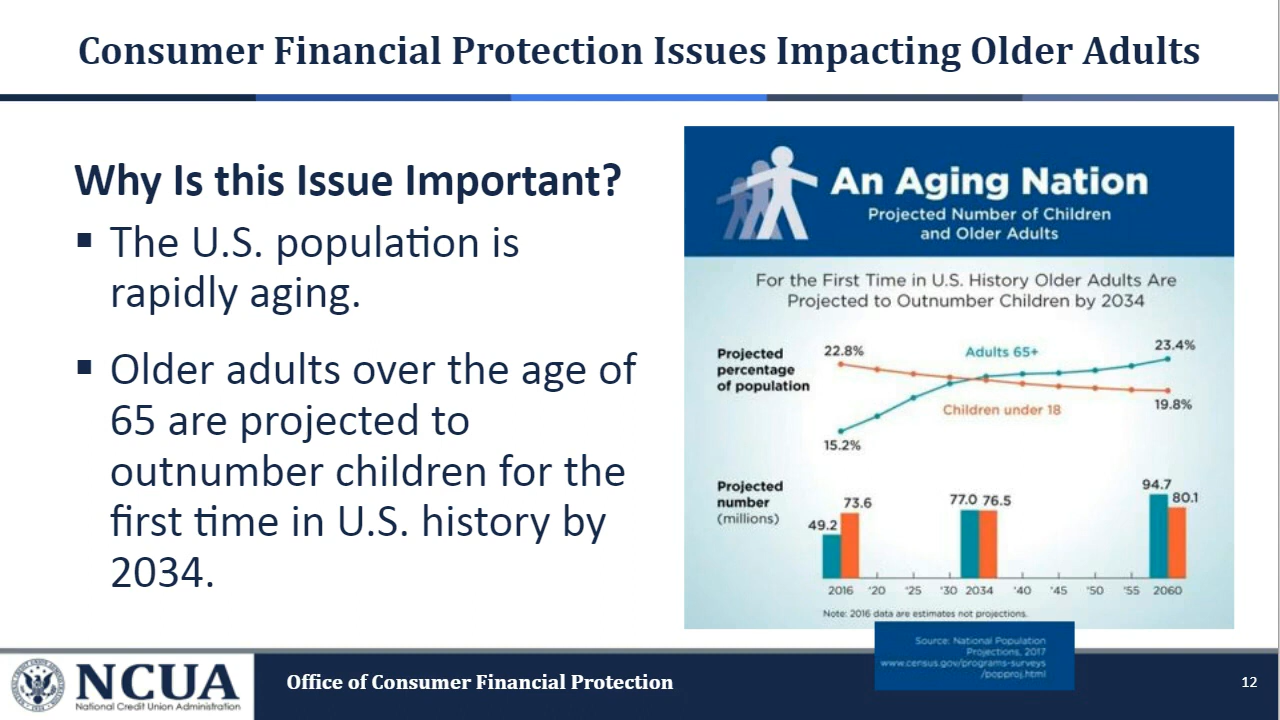 Consumer Financial Protection Issues Impacting Older Adults
Why Is this Issue Important?
▪ The U.S. population is
rapidly aging.
▪ Older adults over the age of
65 are projected to
outnumber children for the
first time in U.S. history by
2034.
An Aging Nation
Projected Number of Children
and Older Adults
For the First Time in U.S. History Older Adults Are
Projected to Outnumber Children by 2034
Projected
percentage
of population
22.8%
Adults 65+
23.4%
Children under 18
19.8%
15.2%
Projected
number
(millions)
49.2
73.6
77.0 76.5
94.7
80.1
2016 '20 '25 '30 2034 '40 '45 '50 '55 2060
Note: 2016 data are estimates not projections.
Source: National Population
Projections, 2017
www.census.gov/programs-surveys
/popproj.html
NCUA
National Credit Union Administration
Office of Consumer Financial Protection
12